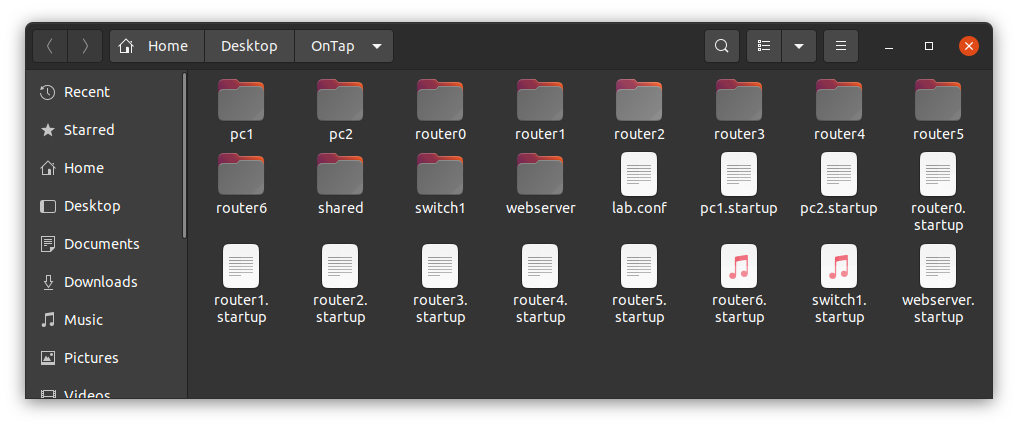 Home Desktop OnTap
Recent
Starred
Home
Desktop
Documents
Downloads
Music
Pictures
Videos
pc1 pc2 router0 router1 router2 router3 router4 router5
router6 shared switch1 webserver lab.conf pc1.startup pc2.startup router0.
startup
router1. router2. router3. router4. router5. router6. switch1. webserver.
startup startup startup startup startup startup startup startup